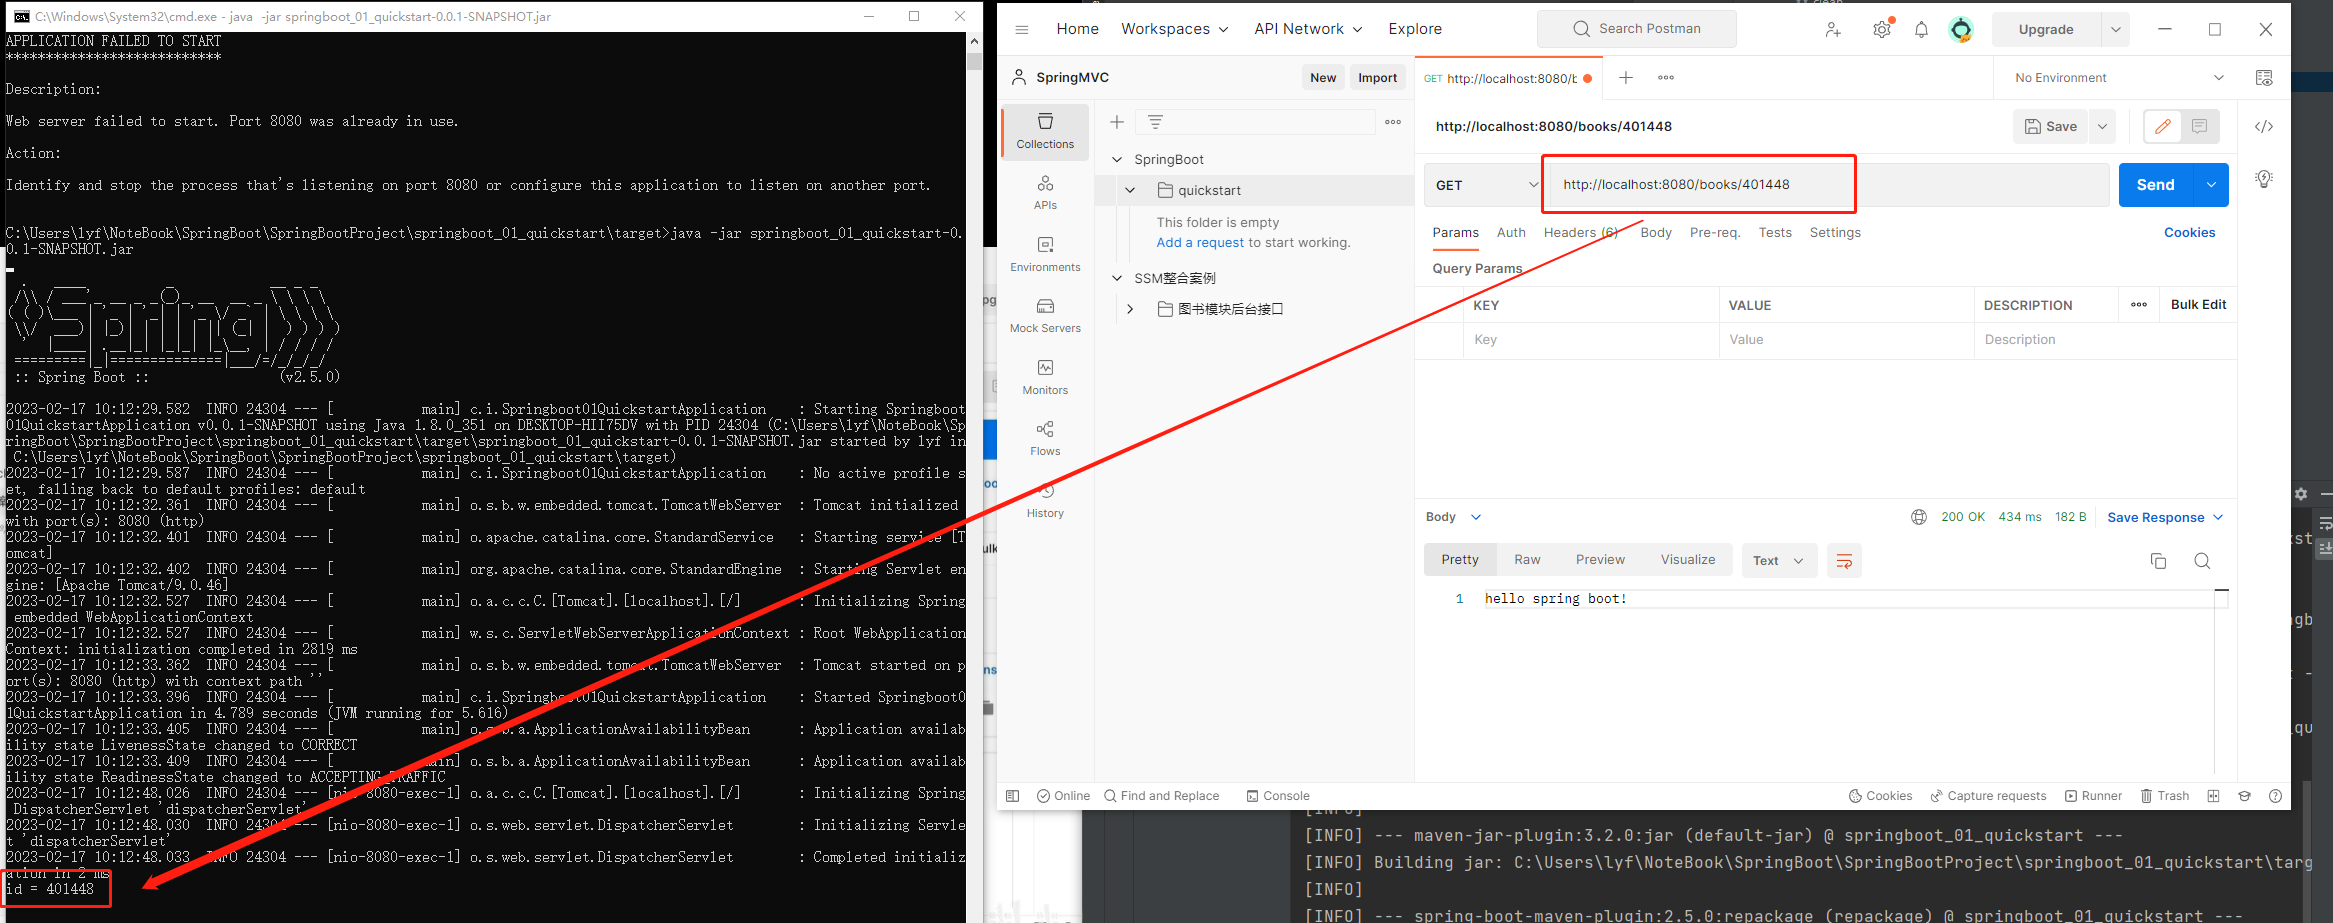 C:\Windows\System32\cmd.exe - java -jar springboot_01_quickstart-0.0.1-SNAPSHOT.jar
APPLICATION FAILED TO START
***************************
Description:
Web server failed to start. Port 8080 was already in use.
Action:
Identify and stop the process that's listening on port 8080 or configure this application to listen on another port.
C:\Users\lyf\NoteBook\SpringBoot\SpringBootProject\springboot_01_quickstart\target>java -jar springboot_01_quickstart-0.
0.1-SNAPSHOT.jar
:: Spring Boot :: (v2.5.0)
2023-02-17 10:12:29.582 INFO 24304 --- [ main] c.i.Springboot01QuickstartApplication : Starting Springboot
01QuickstartApplication v0.0.1-SNAPSHOT using Java 1.8.0_351 on DESKTOP-HII75DV with PID 24304 (C:\Users\lyf\NoteBook\Sp
ringBoot\SpringBootProject\springboot_01_quickstart\target\springboot_01_quickstart-0.0.1-SNAPSHOT.jar started by lyf in
C:\Users\lyf\NoteBook\SpringBoot\SpringBootProject\springboot_01_quickstart\target)
2023-02-17 10:12:29.587 INFO 24304 --- [ main] c.i.Springboot01QuickstartApplication : No active profile s
et, falling back to default profiles: default
2023-02-17 10:12:32.361 INFO 24304 --- [ main] o.s.b.w.embedded.tomcat.TomcatWebServer : Tomcat initialized
with port(s): 8080 (http)
2023-02-17 10:12:32.401 INFO 24304 --- [ main] o.apache.catalina.core.StandardService : Starting service [T
omcat]
2023-02-17 10:12:32.402 INFO 24304 --- [ main] org.apache.catalina.core.StandardEngine : Starting Servlet en
gine: [Apache Tomcat/9.0.46]
2023-02-17 10:12:32.527 INFO 24304 --- [ main] o.a.c.c.C.[Tomcat].[localhost].[/] : Initializing Spring
embedded WebApplicationContext
2023-02-17 10:12:32.527 INFO 24304 --- [ main] w.s.c.ServletWebServerApplicationContext : Root WebApplication
Context: initialization completed in 2819 ms
2023-02-17 10:12:33.362 INFO 24304 --- [ main] o.s.b.w.embedded.tomcat.TomcatWebServer : Tomcat started on p
ort(s): 8080 (http) with context path ''
2023-02-17 10:12:33.396 INFO 24304 --- [ main] c.i.Springboot01QuickstartApplication : Started Springboot0
1QuickstartApplication in 4.789 seconds (JVM running for 5.616)
2023-02-17 10:12:33.405 INFO 24304 --- [ main] o.s.b.a.ApplicationAvailabilityBean : Application availab
ility state LivenessState changed to CORRECT
2023-02-17 10:12:33.409 INFO 24304 --- [ main] o.s.b.a.ApplicationAvailabilityBean : Application availab
ility state ReadinessState changed to ACCEPTING_TRAFFIC
2023-02-17 10:12:48.026 INFO 24304 --- [nio-8080-exec-1] o.a.c.c.C.[Tomcat].[localhost].[/] : Initializing Spring
DispatcherServlet 'dispatcherServlet'
2023-02-17 10:12:48.030 INFO 24304 --- [nio-8080-exec-1] o.s.web.servlet.DispatcherServlet : Initializing Servle
t 'dispatcherServlet'
2023-02-17 10:12:48.033 INFO 24304 --- [nio-8080-exec-1] o.s.web.servlet.DispatcherServlet : Completed initializ
ation in 2 ms
id = 401448
Home Workspaces API Network Explore Search Postman Upgrade
SpringMVC New Import GET http://localhost:8080/b No Environment
Collections
APIs
Environments
Mock Servers
Monitors
Flows
History
SpringBoot
quickstart
This folder is empty
Add a request to start working.
SSM整合案例
图书模块后台接口
http://localhost:8080/books/401448 Save
GET http://localhost:8080/books/401448 Send
Params Auth Headers (6) Body Pre-req. Tests Settings Cookies
Query Params
KEY VALUE DESCRIPTION Bulk Edit
Key Value Description
Body 200 OK 434 ms 182 B Save Response
Pretty Raw Preview Visualize Text
1 hello spring boot!
Online Find and Replace Console Cookies Capture requests Runner Trash
[INFO]
[INFO] --- maven-jar-plugin:3.2.0:jar (default-jar) @ springboot_01_quickstart ---
[INFO] Building jar: C:\Users\lyf\NoteBook\SpringBoot\SpringBootProject\springboot_01_quickstart\targ
[INFO]
[INFO] --- spring-boot-maven-plugin:2.5.0:repackage (repackage) @ springboot_01_quickstart ---